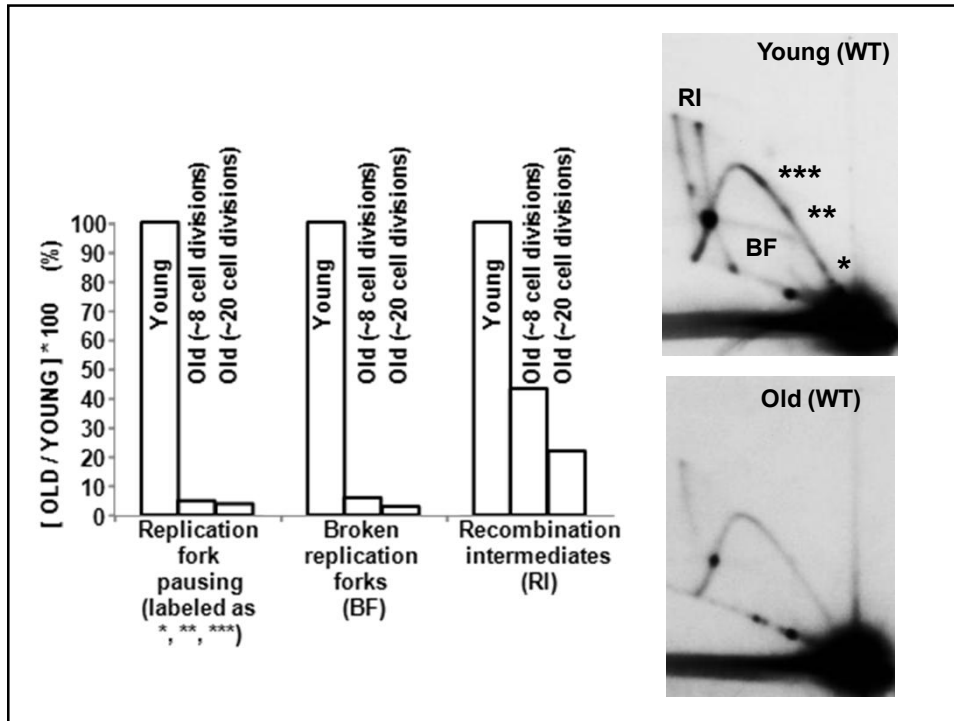 [ OLD / YOUNG ] * 100 (%)
100
90
80
70
60
50
40
30
20
10
0
Young
Old (~8 cell divisions)
Old (~20 cell divisions)
Young
Old (~8 cell divisions)
Old (~20 cell divisions)
Young
Old (~8 cell divisions)
Old (~20 cell divisions)
Replication
fork
pausing
(labeled as
*, **, ***)
Broken
replication
forks
(BF)
Recombination
intermediates
(RI)
Young (WT)
RI
***
**
BF
*
Old (WT)